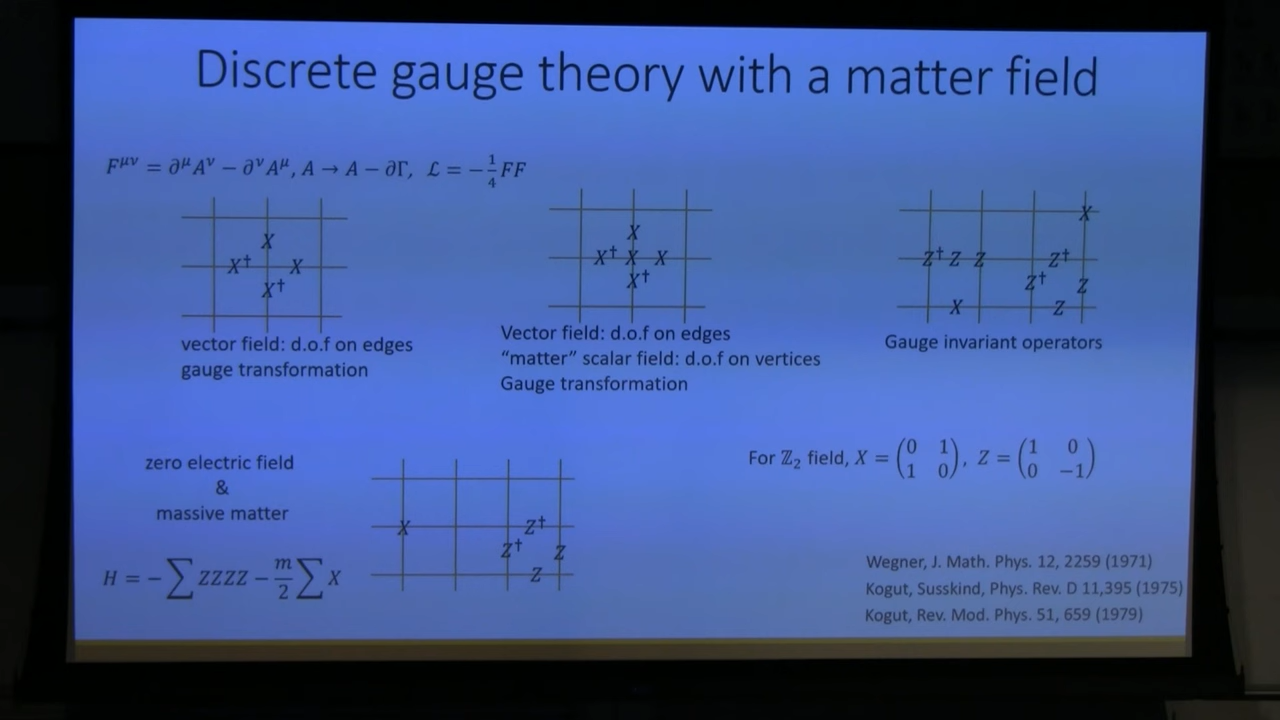 Discrete gauge theory with a matter field
F^{μν} = ∂^μ A^ν − ∂^ν A^μ, A → A − ∂Γ, ℒ = −1/4 FF
X
X† X
X†
vector field: d.o.f on edges
gauge transformation
X
X† X X
X†
Vector field: d.o.f on edges
“matter” scalar field: d.o.f on vertices
Gauge transformation
X
Z† Z Z Z†
Z† Z
X Z
Gauge invariant operators
zero electric field
&
massive matter
H = −∑ ZZZZ − m/2 ∑ X
X Z†
Z† Z
Z
For ℤ₂ field, X = (0 1
1 0), Z = (1 0
0 −1)
Wegner, J. Math. Phys. 12, 2259 (1971)
Kogut, Susskind, Phys. Rev. D 11,395 (1975)
Kogut, Rev. Mod. Phys. 51, 659 (1979)